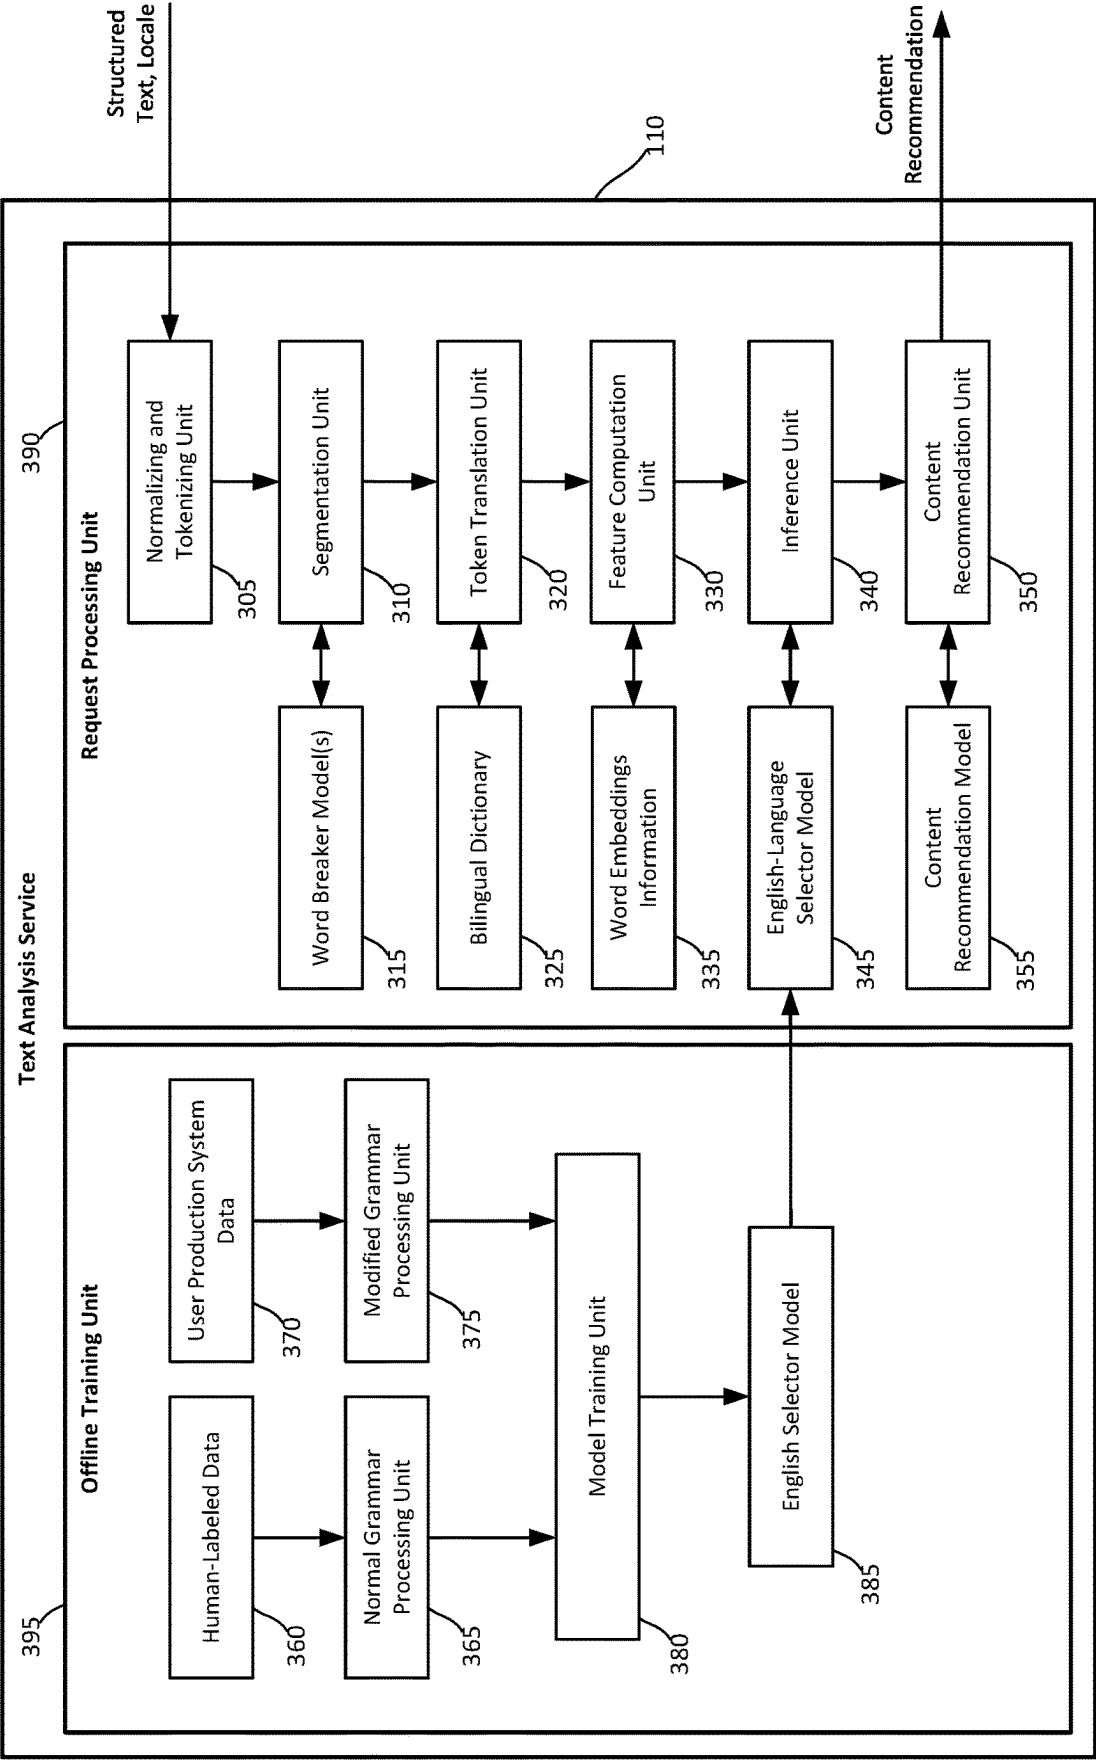 Text Analysis Service
395
Offline Training Unit
Human-Labeled Data
360
User Production System
Data
370
Normal Grammar
Processing Unit
365
Modified Grammar
Processing Unit
375
Model Training Unit
380
English Selector Model
385
390
Request Processing Unit
Structured
Text, Locale
Normalizing and
Tokenizing Unit
305
Word Breaker Model(s)
315
Segmentation Unit
310
Bilingual Dictionary
325
Token Translation Unit
320
Word Embeddings
Information
335
Feature Computation
Unit
330
English-Language
Selector Model
345
Inference Unit
340
Content
Recommendation Model
355
Content
Recommendation Unit
350
110
Content
Recommendation